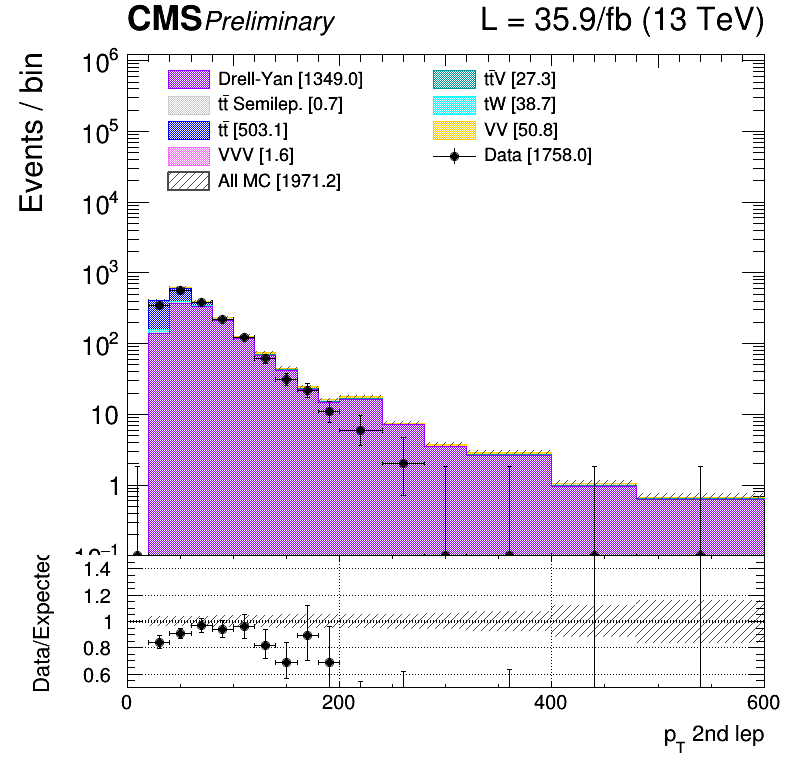 CMS Preliminary L = 35.9/fb (13 TeV)
Events / bin
10⁶
10⁵
10⁴
10³
10²
10
1
10⁻¹
Drell-Yan [1349.0]
tt̄ Semilep. [0.7]
tt̄ [503.1]
VVV [1.6]
All MC [1971.2]
tt̄V [27.3]
tW [38.7]
VV [50.8]
Data [1758.0]
Data/Expected
1.4
1.2
1
0.8
0.6
0 200 400 600
p_T 2nd lep